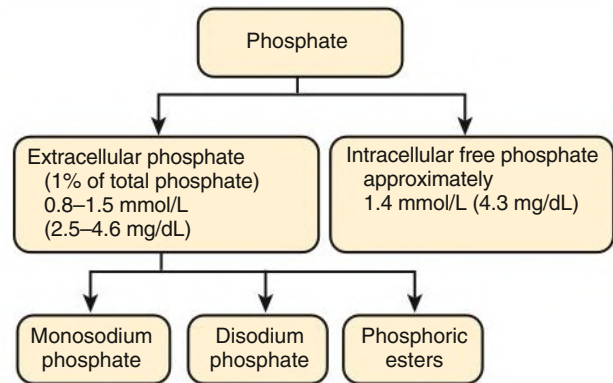 Phosphate
Extracellular phosphate
(1% of total phosphate)
0.8–1.5 mmol/L
(2.5–4.6 mg/dL)
Intracellular free phosphate
approximately
1.4 mmol/L (4.3 mg/dL)
Monosodium
phosphate
Disodium
phosphate
Phosphoric
esters